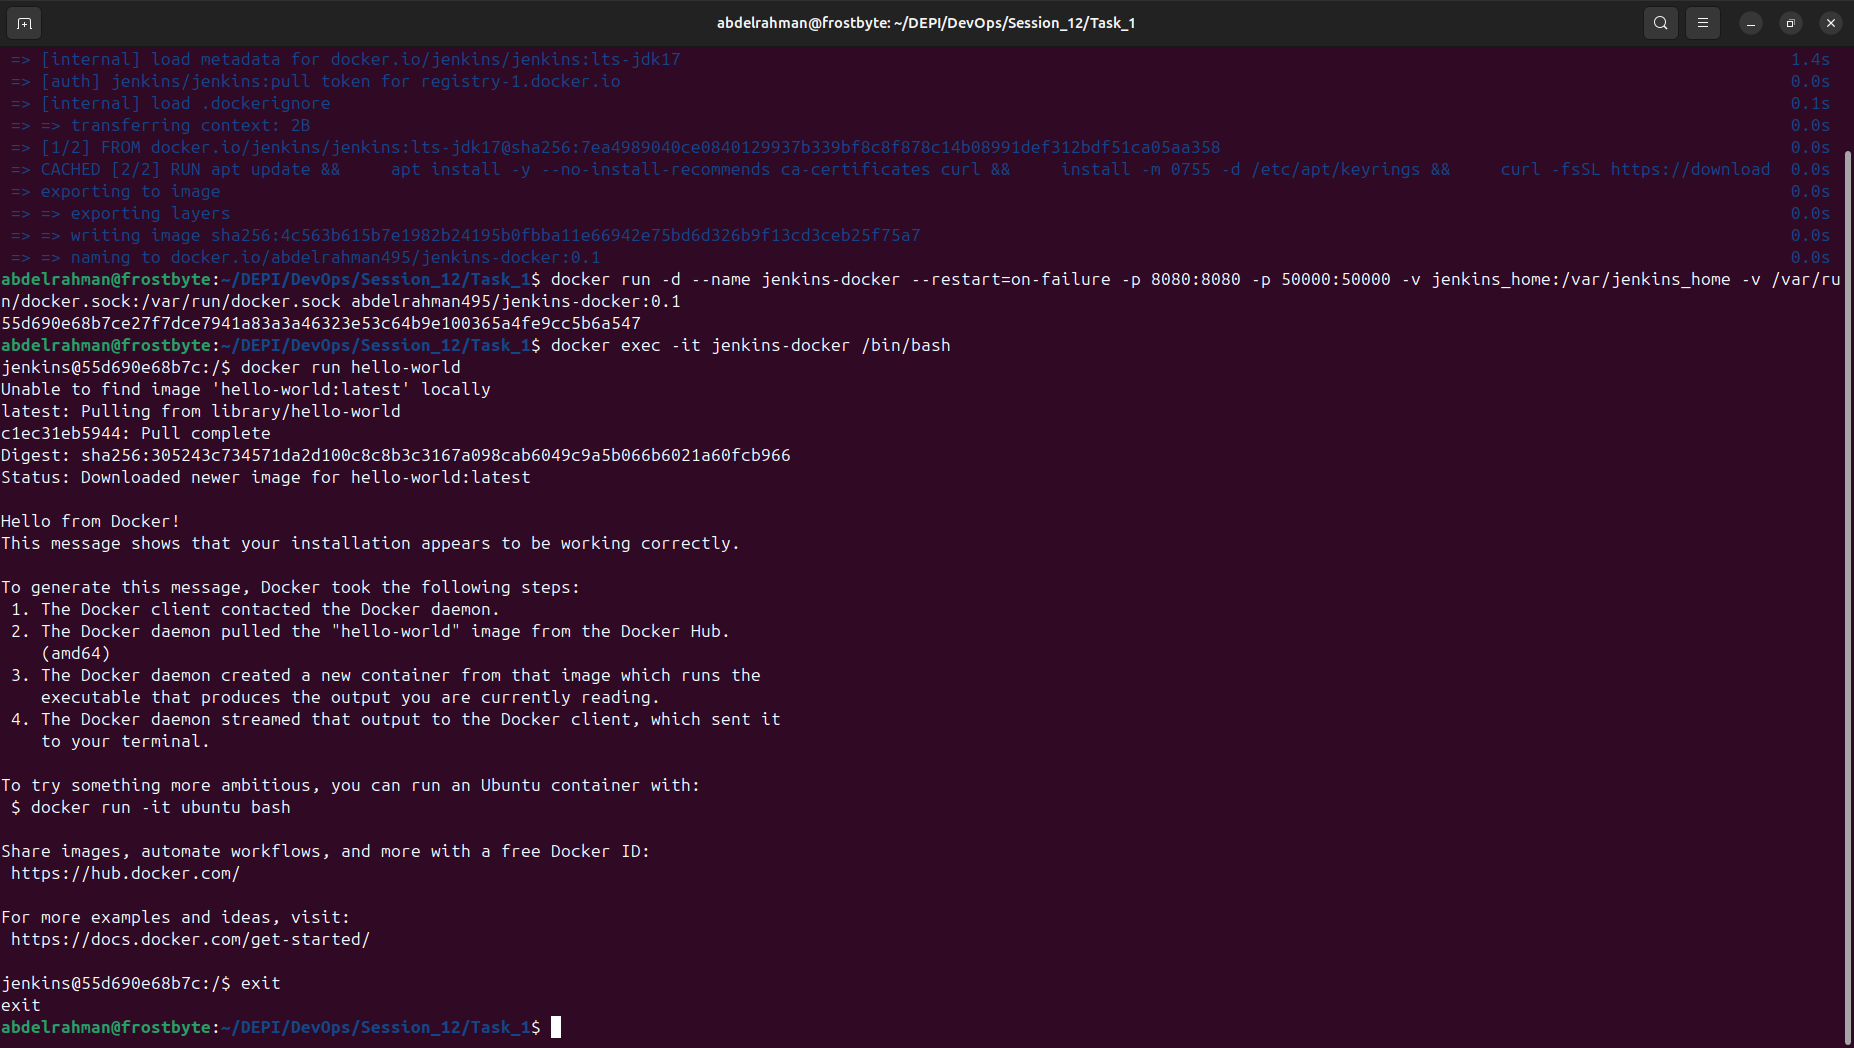 abdelrahman@frostbyte: ~/DEPI/DevOps/Session_12/Task_1
=> [internal] load metadata for docker.io/jenkins/jenkins:lts-jdk17 1.4s
=> [auth] jenkins/jenkins:pull token for registry-1.docker.io 0.0s
=> [internal] load .dockerignore 0.1s
=> => transferring context: 2B 0.0s
=> [1/2] FROM docker.io/jenkins/jenkins:lts-jdk17@sha256:7ea4989040ce0840129937b339bf8c8f878c14b08991def312bdf51ca05aa358 0.0s
=> CACHED [2/2] RUN apt update &&     apt install -y --no-install-recommends ca-certificates curl &&     install -m 0755 -d /etc/apt/keyrings &&     curl -fsSL https://download 0.0s
=> exporting to image 0.0s
=> => exporting layers 0.0s
=> => writing image sha256:4c563b615b7e1982b24195b0fbba11e66942e75bd6d326b9f13cd3ceb25f75a7 0.0s
=> => naming to docker.io/abdelrahman495/jenkins-docker:0.1 0.0s
abdelrahman@frostbyte:~/DEPI/DevOps/Session_12/Task_1$ docker run -d --name jenkins-docker --restart=on-failure -p 8080:8080 -p 50000:50000 -v jenkins_home:/var/jenkins_home -v /var/ru
n/docker.sock:/var/run/docker.sock abdelrahman495/jenkins-docker:0.1
55d690e68b7ce27f7dce7941a83a3a46323e53c64b9e100365a4fe9cc5b6a547
abdelrahman@frostbyte:~/DEPI/DevOps/Session_12/Task_1$ docker exec -it jenkins-docker /bin/bash
jenkins@55d690e68b7c:/$ docker run hello-world
Unable to find image 'hello-world:latest' locally
latest: Pulling from library/hello-world
c1ec31eb5944: Pull complete
Digest: sha256:305243c734571da2d100c8c8b3c3167a098cab6049c9a5b066b6021a60fcb966
Status: Downloaded newer image for hello-world:latest
Hello from Docker!
This message shows that your installation appears to be working correctly.
To generate this message, Docker took the following steps:
1. The Docker client contacted the Docker daemon.
2. The Docker daemon pulled the "hello-world" image from the Docker Hub.
(amd64)
3. The Docker daemon created a new container from that image which runs the
executable that produces the output you are currently reading.
4. The Docker daemon streamed that output to the Docker client, which sent it
to your terminal.
To try something more ambitious, you can run an Ubuntu container with:
$ docker run -it ubuntu bash
Share images, automate workflows, and more with a free Docker ID:
https://hub.docker.com/
For more examples and ideas, visit:
https://docs.docker.com/get-started/
jenkins@55d690e68b7c:/$ exit
exit
abdelrahman@frostbyte:~/DEPI/DevOps/Session_12/Task_1$